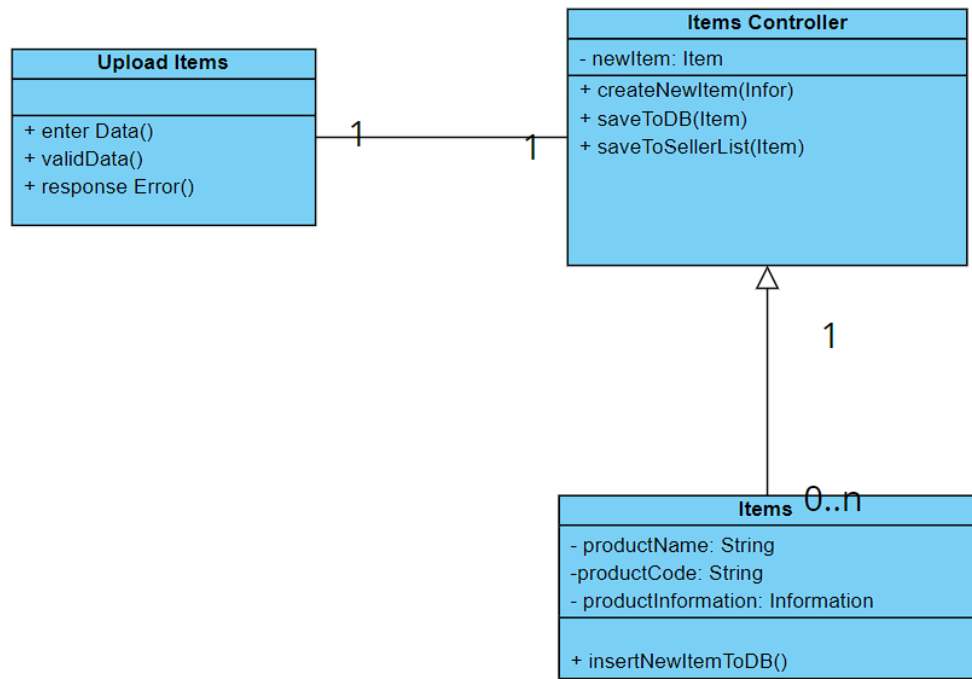 Upload Items
+ enter Data()
+ validData()
+ response Error()
1
1
Items Controller
- newItem: Item
+ createNewItem(Infor)
+ saveToDB(Item)
+ saveToSellerList(Item)
1
0..n
Items
- productName: String
-productCode: String
- productInformation: Information
+ insertNewItemToDB()